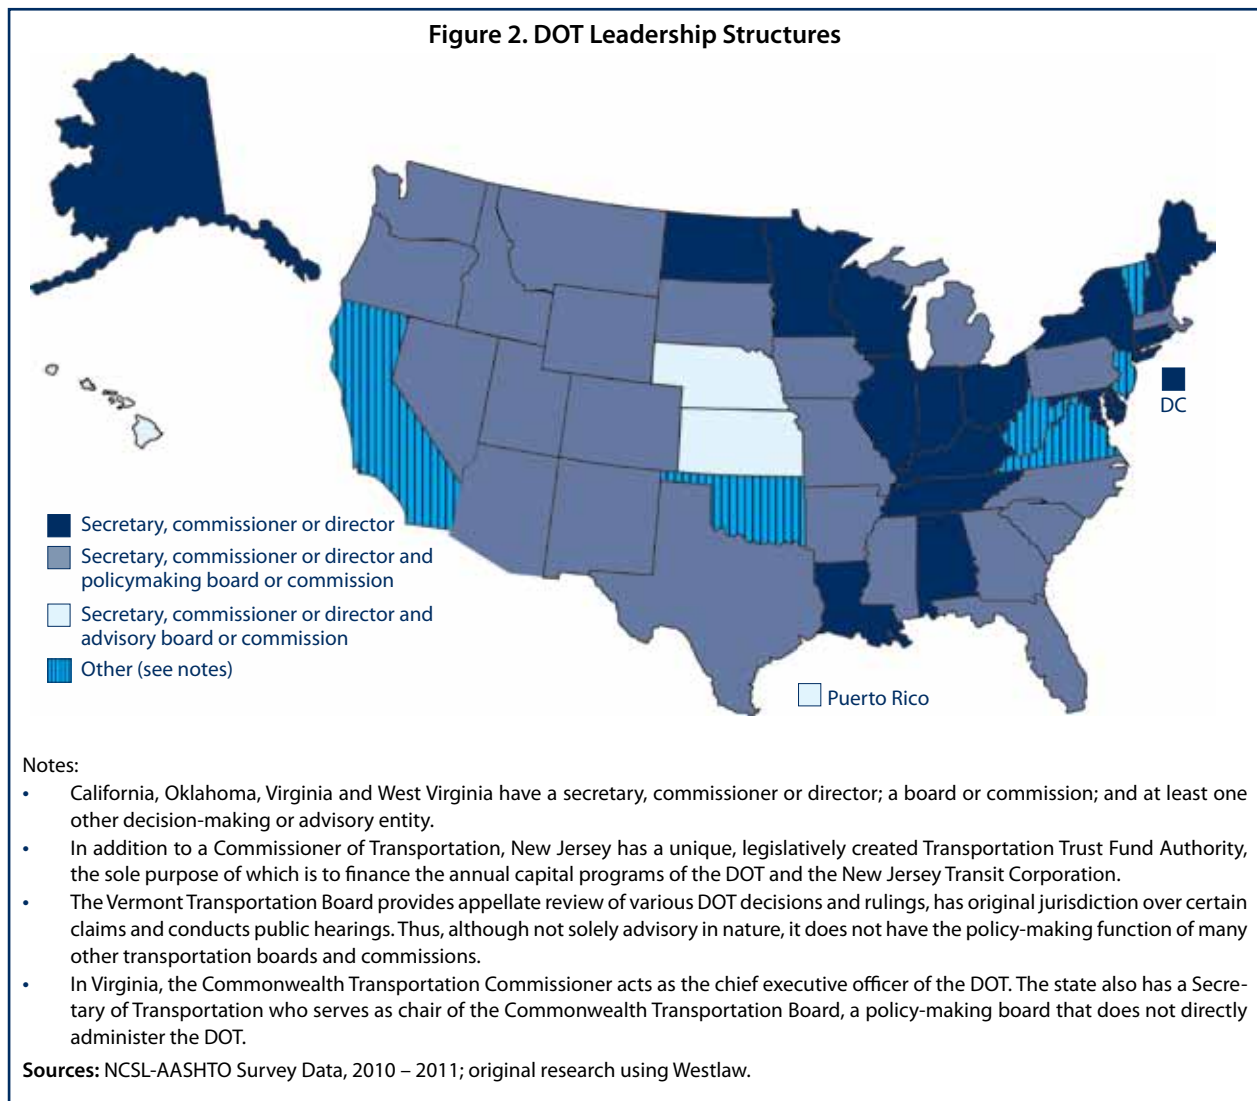 Figure 2. DOT Leadership Structures
DC
Secretary, commissioner or director
Secretary, commissioner or director and
policymaking board or commission
Secretary, commissioner or director and
advisory board or commission
Other (see notes)
Puerto Rico
Notes:
• California, Oklahoma, Virginia and West Virginia have a secretary, commissioner or director; a board or commission; and at least one
other decision-making or advisory entity.
• In addition to a Commissioner of Transportation, New Jersey has a unique, legislatively created Transportation Trust Fund Authority,
the sole purpose of which is to finance the annual capital programs of the DOT and the New Jersey Transit Corporation.
• The Vermont Transportation Board provides appellate review of various DOT decisions and rulings, has original jurisdiction over certain
claims and conducts public hearings. Thus, although not solely advisory in nature, it does not have the policy-making function of many
other transportation boards and commissions.
• In Virginia, the Commonwealth Transportation Commissioner acts as the chief executive officer of the DOT. The state also has a Secre-
tary of Transportation who serves as chair of the Commonwealth Transportation Board, a policy-making board that does not directly
administer the DOT.
Sources: NCSL-AASHTO Survey Data, 2010 – 2011; original research using Westlaw.